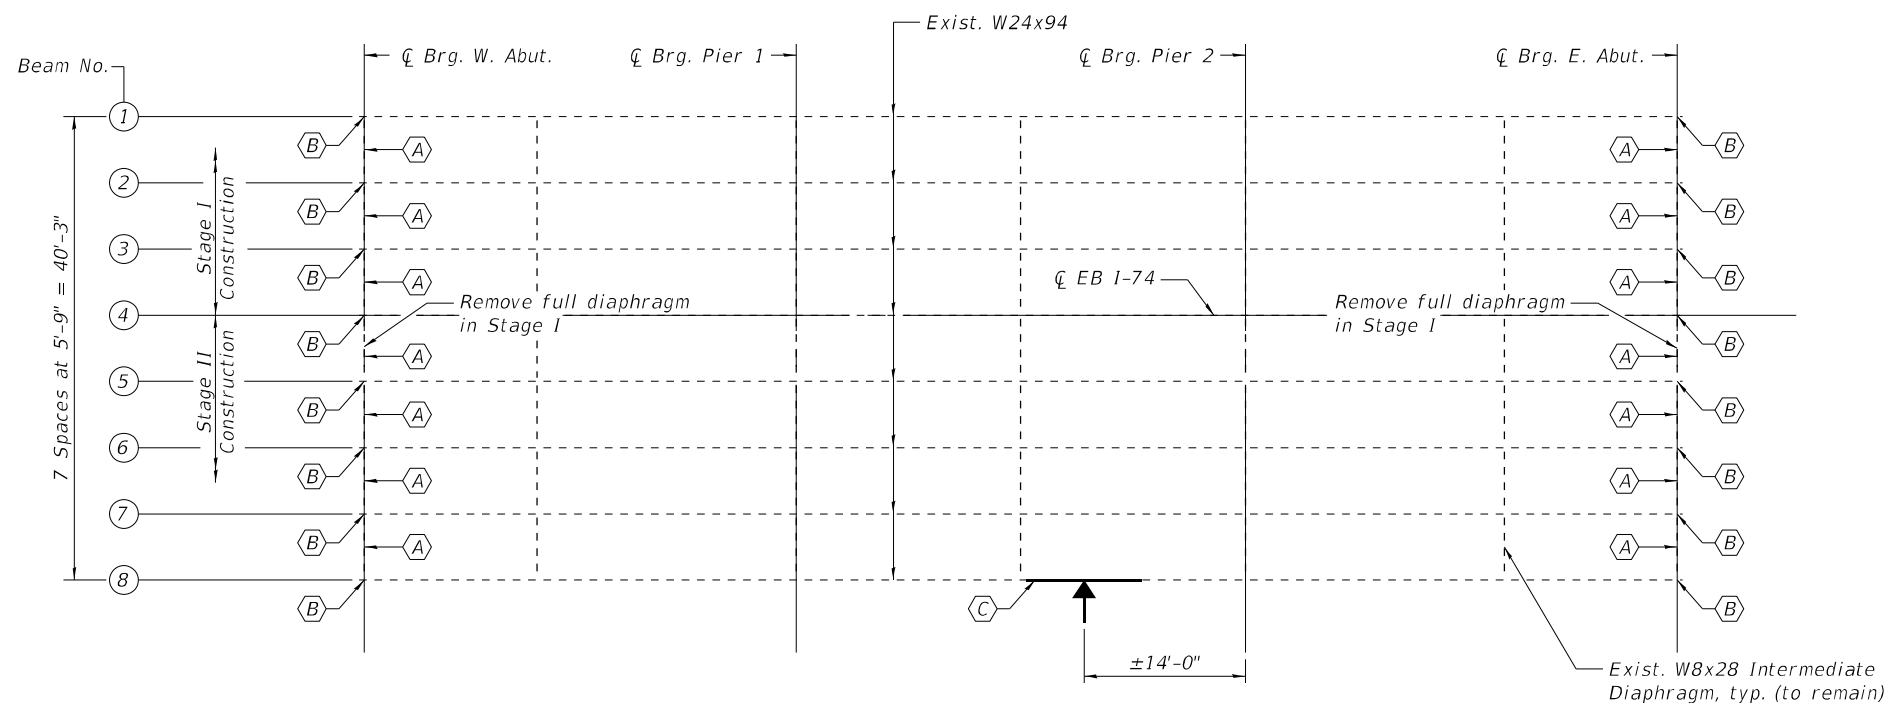 Exist. W24x94
Beam No.
℄ Brg. W. Abut.
℄ Brg. Pier 1
℄ Brg. Pier 2
℄ Brg. E. Abut.
1
B
A
A
B
2
B
A
A
B
3
B
A
A
B
4
B
A
A
B
5
B
A
A
B
6
B
A
A
B
7
B
A
A
B
8
B
C
B
7 Spaces at 5'-9" = 40'-3"
Stage I
Construction
Stage II
Construction
Remove full diaphragm
in Stage I
℄ EB I-74
Remove full diaphragm
in Stage I
±14'-0"
Exist. W8x28 Intermediate
Diaphragm, typ. (to remain)